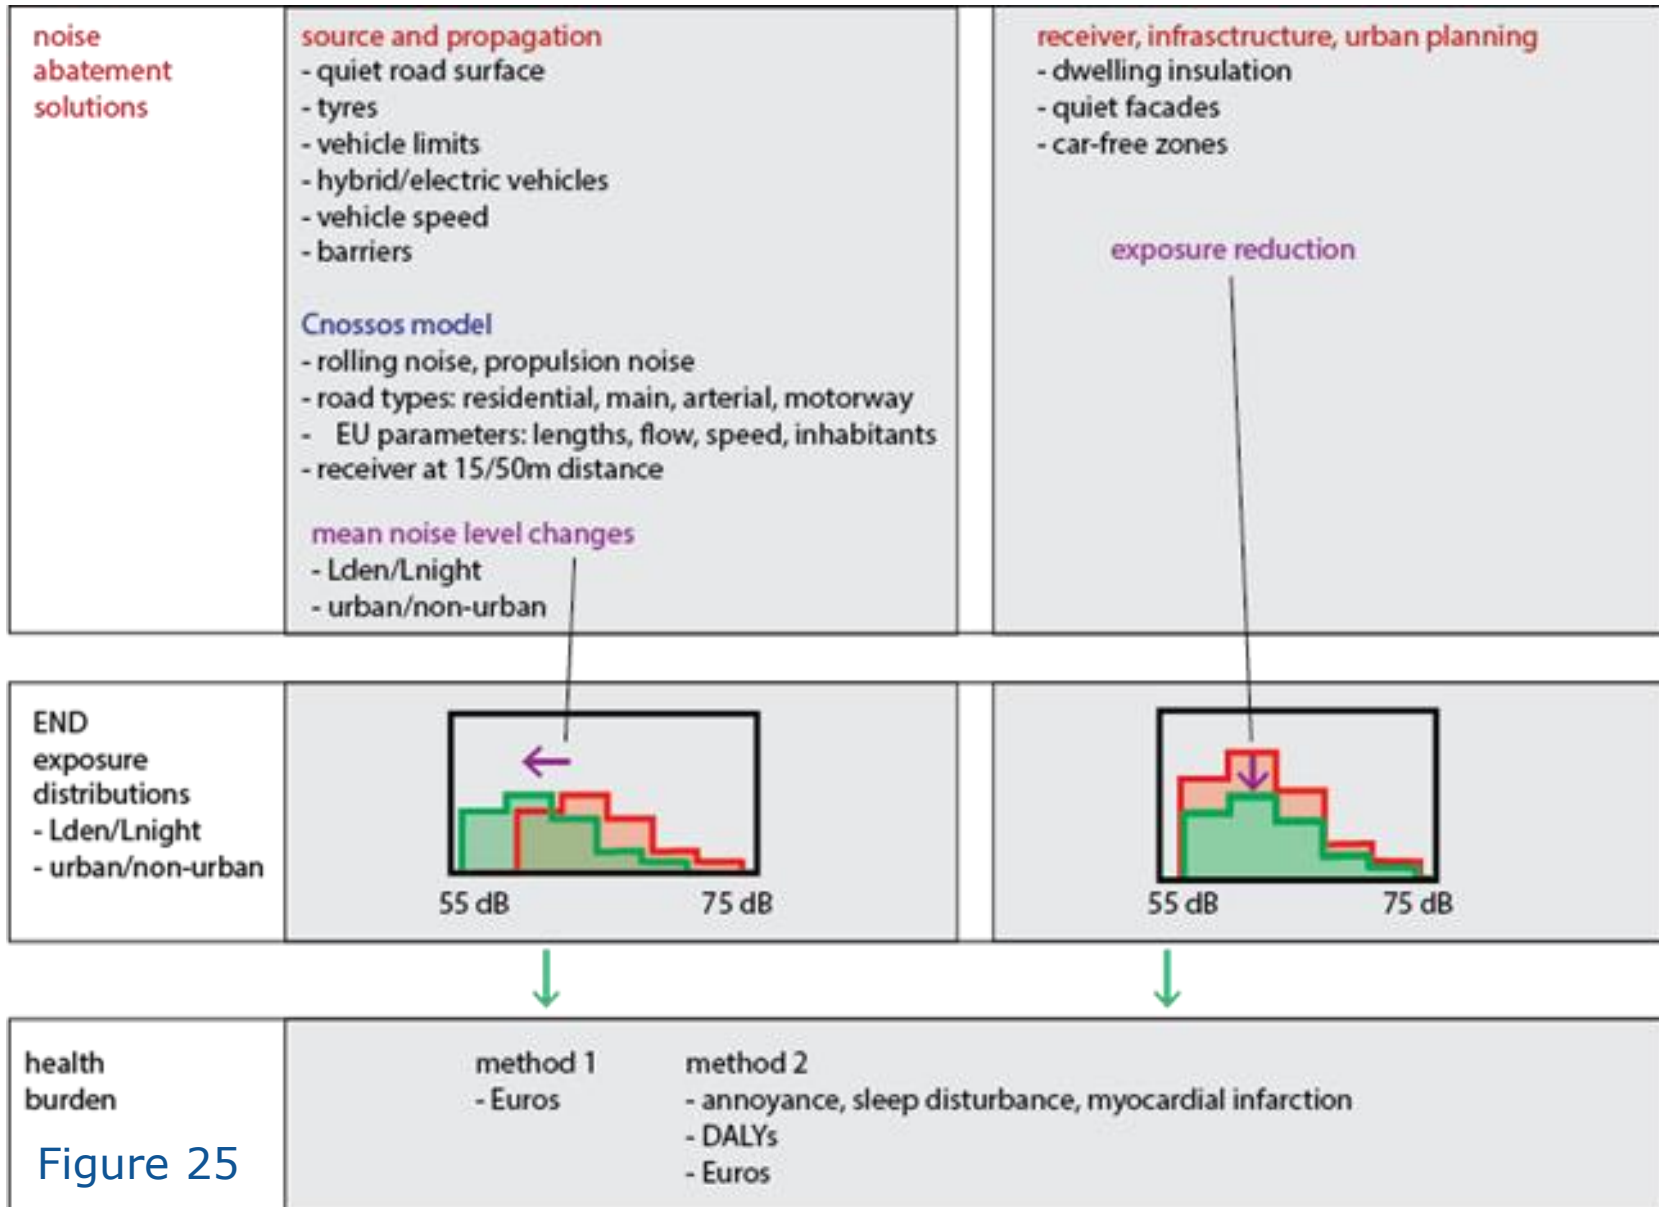 noise
abatement
solutions
source and propagation
- quiet road surface
- tyres
- vehicle limits
- hybrid/electric vehicles
- vehicle speed
- barriers
Cnossos model
- rolling noise, propulsion noise
- road types: residential, main, arterial, motorway
- EU parameters: lengths, flow, speed, inhabitants
- receiver at 15/50m distance
mean noise level changes
- Lden/Lnight
- urban/non-urban
receiver, infrasctructure, urban planning
- dwelling insulation
- quiet facades
- car-free zones
exposure reduction
END
exposure
distributions
- Lden/Lnight
- urban/non-urban
55 dB 75 dB
55 dB 75 dB
health
burden
Figure 25
method 1
- Euros
method 2
- annoyance, sleep disturbance, myocardial infarction
- DALYs
- Euros